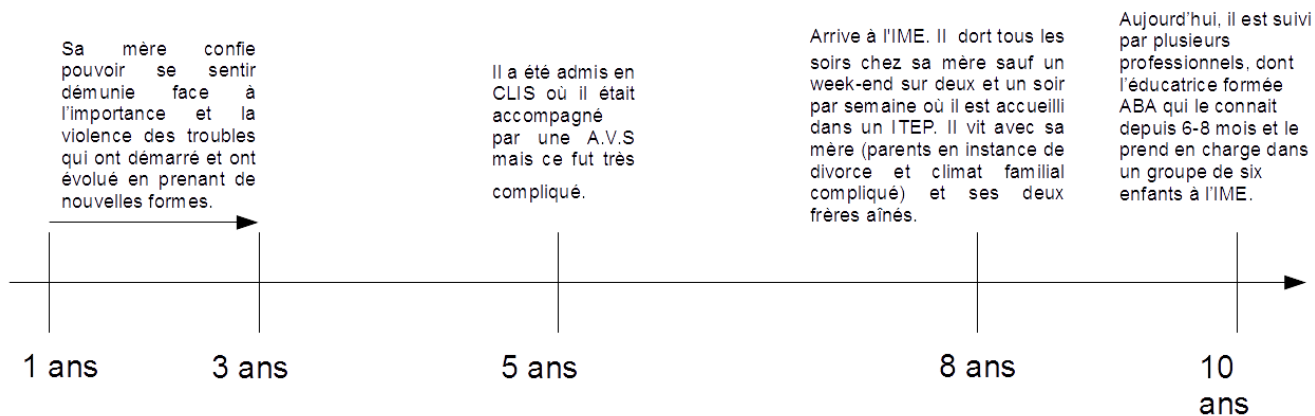 Sa mère confie
pouvoir se sentir
démunie face à
l'importance et la
violence des troubles
qui ont démarré et ont
évolué en prenant de
nouvelles formes.
Il a été admis en
CLIS où il était
accompagné
par une A.V.S
mais ce fut très
compliqué.
Arrive à l'IME. Il dort tous les
soirs chez sa mère sauf un
week-end sur deux et un soir
par semaine où il est accueilli
dans un ITEP. Il vit avec sa
mère (parents en instance de
divorce et climat familial
compliqué) et ses deux
frères aînés.
Aujourd'hui, il est suivi
par plusieurs
professionnels, dont
l'éducatrice formée
ABA qui le connait
depuis 6-8 mois et le
prend en charge dans
un groupe de six
enfants à l'IME.
1 ans
3 ans
5 ans
8 ans
10
ans